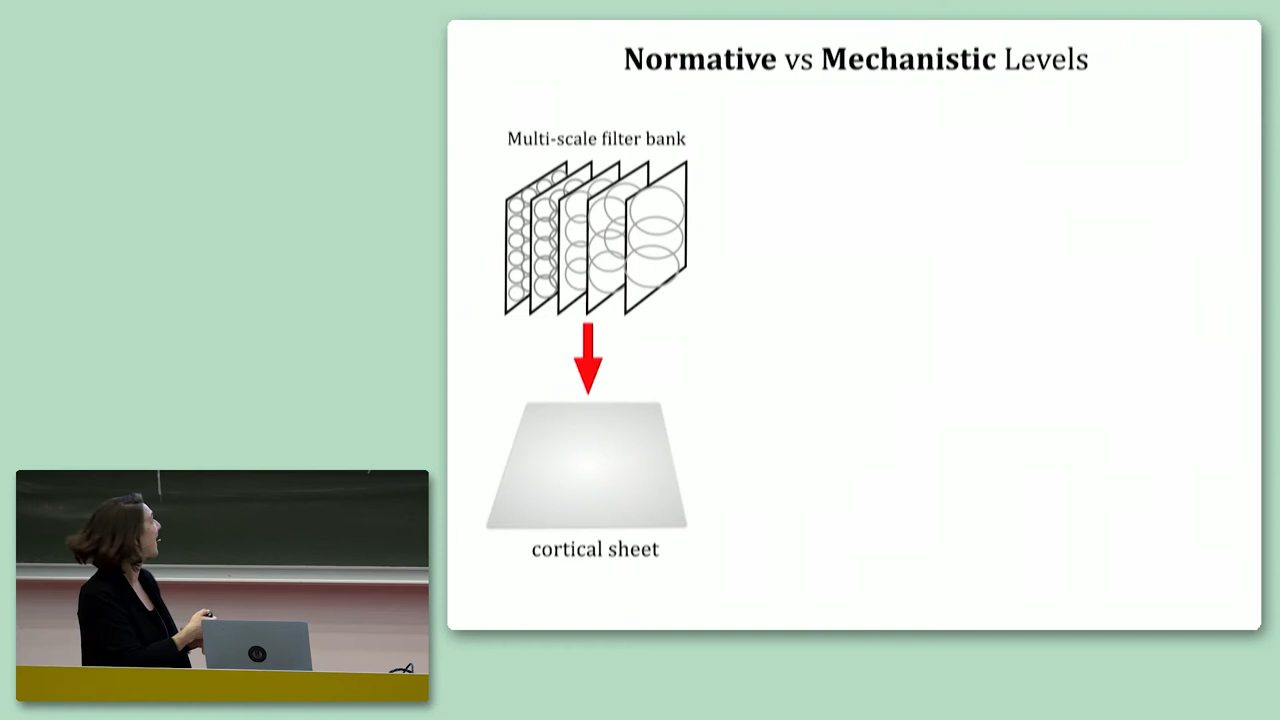 Normative vs Mechanistic Levels
Multi-scale filter bank
cortical sheet